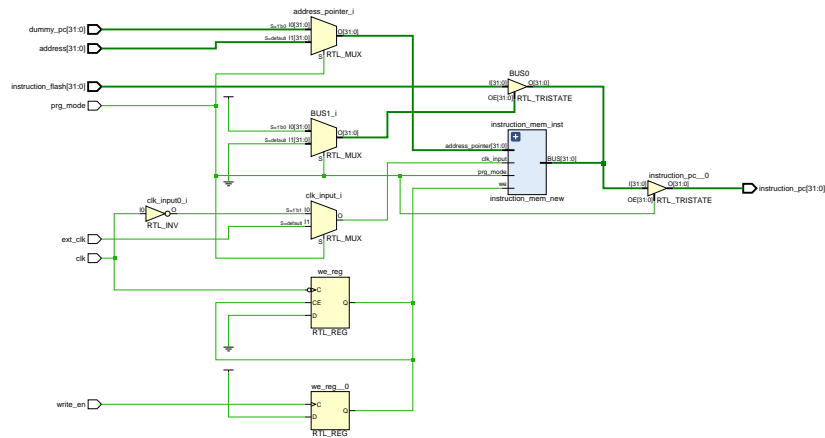 address_pointer_i
dummy_pc[31:0]
S=1'b0 I0[31:0]
O[31:0]
address[31:0]
S=default I1[31:0]
S
RTL_MUX
instruction_flash[31:0]
BUS0
I[31:0]
O[31:0]
OE[31:0]
RTL_TRISTATE
prg_mode
BUS1_i
S=1'b0 I0[31:0]
O[31:0]
S=default I1[31:0]
S
RTL_MUX
instruction_mem_inst
address_pointer[31:0]
clk_input
BUS[31:0]
prg_mode
we
instruction_mem_new
instruction_pc__0
I[31:0]
O[31:0]
OE[31:0]
RTL_TRISTATE
instruction_pc[31:0]
clk_input0_i
I0
O
RTL_INV
clk_input_i
S=1'b1 I0
O
S=default I1
S
RTL_MUX
ext_clk
clk
we_reg
C
CE
Q
D
RTL_REG
we_reg__0
write_en
C
Q
D
RTL_REG